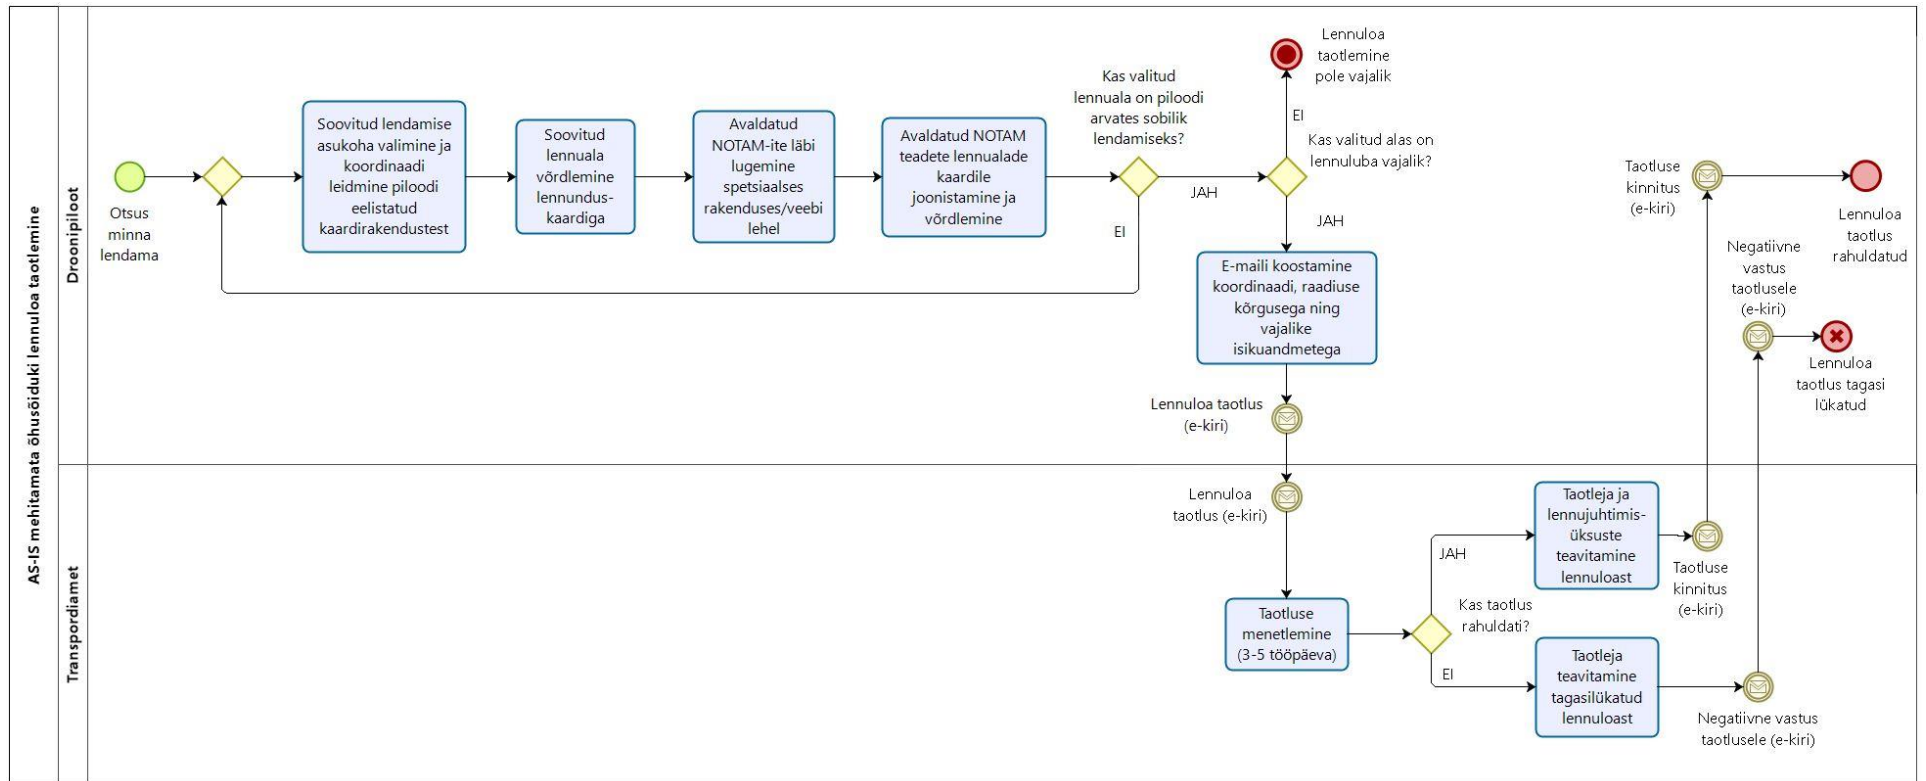 AS-IS mehitamata õhusõiduki lennuloa taotlemine
Droonipiloot
Otsus
minna
lendama
Soovitud lendamise
asukoha valimine ja
koordinaadi
leidmine piloodi
eelistatud
kaardirakendustest
Soovitud
lennuala
võrdlemine
lennundus-
kaardiga
Avaldatud
NOTAM-ite läbi
lugemine
spetsiaalses
rakenduses/veebi
lehel
Avaldatud NOTAM
teadete lennualade
kaardile
joonistamine ja
võrdlemine
Kas valitud
lennuala on piloodi
arvates sobilik
lendamiseks?
JAH
EI
Lennuloa
taotlemine
pole vajalik
EI
Kas valitud alas on
lennuluba vajalik?
JAH
E-maili koostamine
koordinaadi, raadiuse
kõrgusega ning
vajalike
isikuandmetega
Lennuloa taotlus
(e-kiri)
Taotluse
kinnitus
(e-kiri)
Lennuloa
taotlus
rahuldatud
Negatiivne
vastus
taotlusele
(e-kiri)
Lennuloa
taotlus tagasi
lükatud
Transpordiamet
Lennuloa
taotlus (e-kiri)
Taotluse
menetlemine
(3-5 tööpäeva)
Kas taotlus
rahuldati?
JAH
Taotleja ja
lennujuhtimis-
üksuste
teavitamine
lennuloast
Taotluse
kinnitus
(e-kiri)
EI
Taotleja
teavitamine
tagasilükatud
lennuloast
Negatiivne vastus
taotlusele (e-kiri)